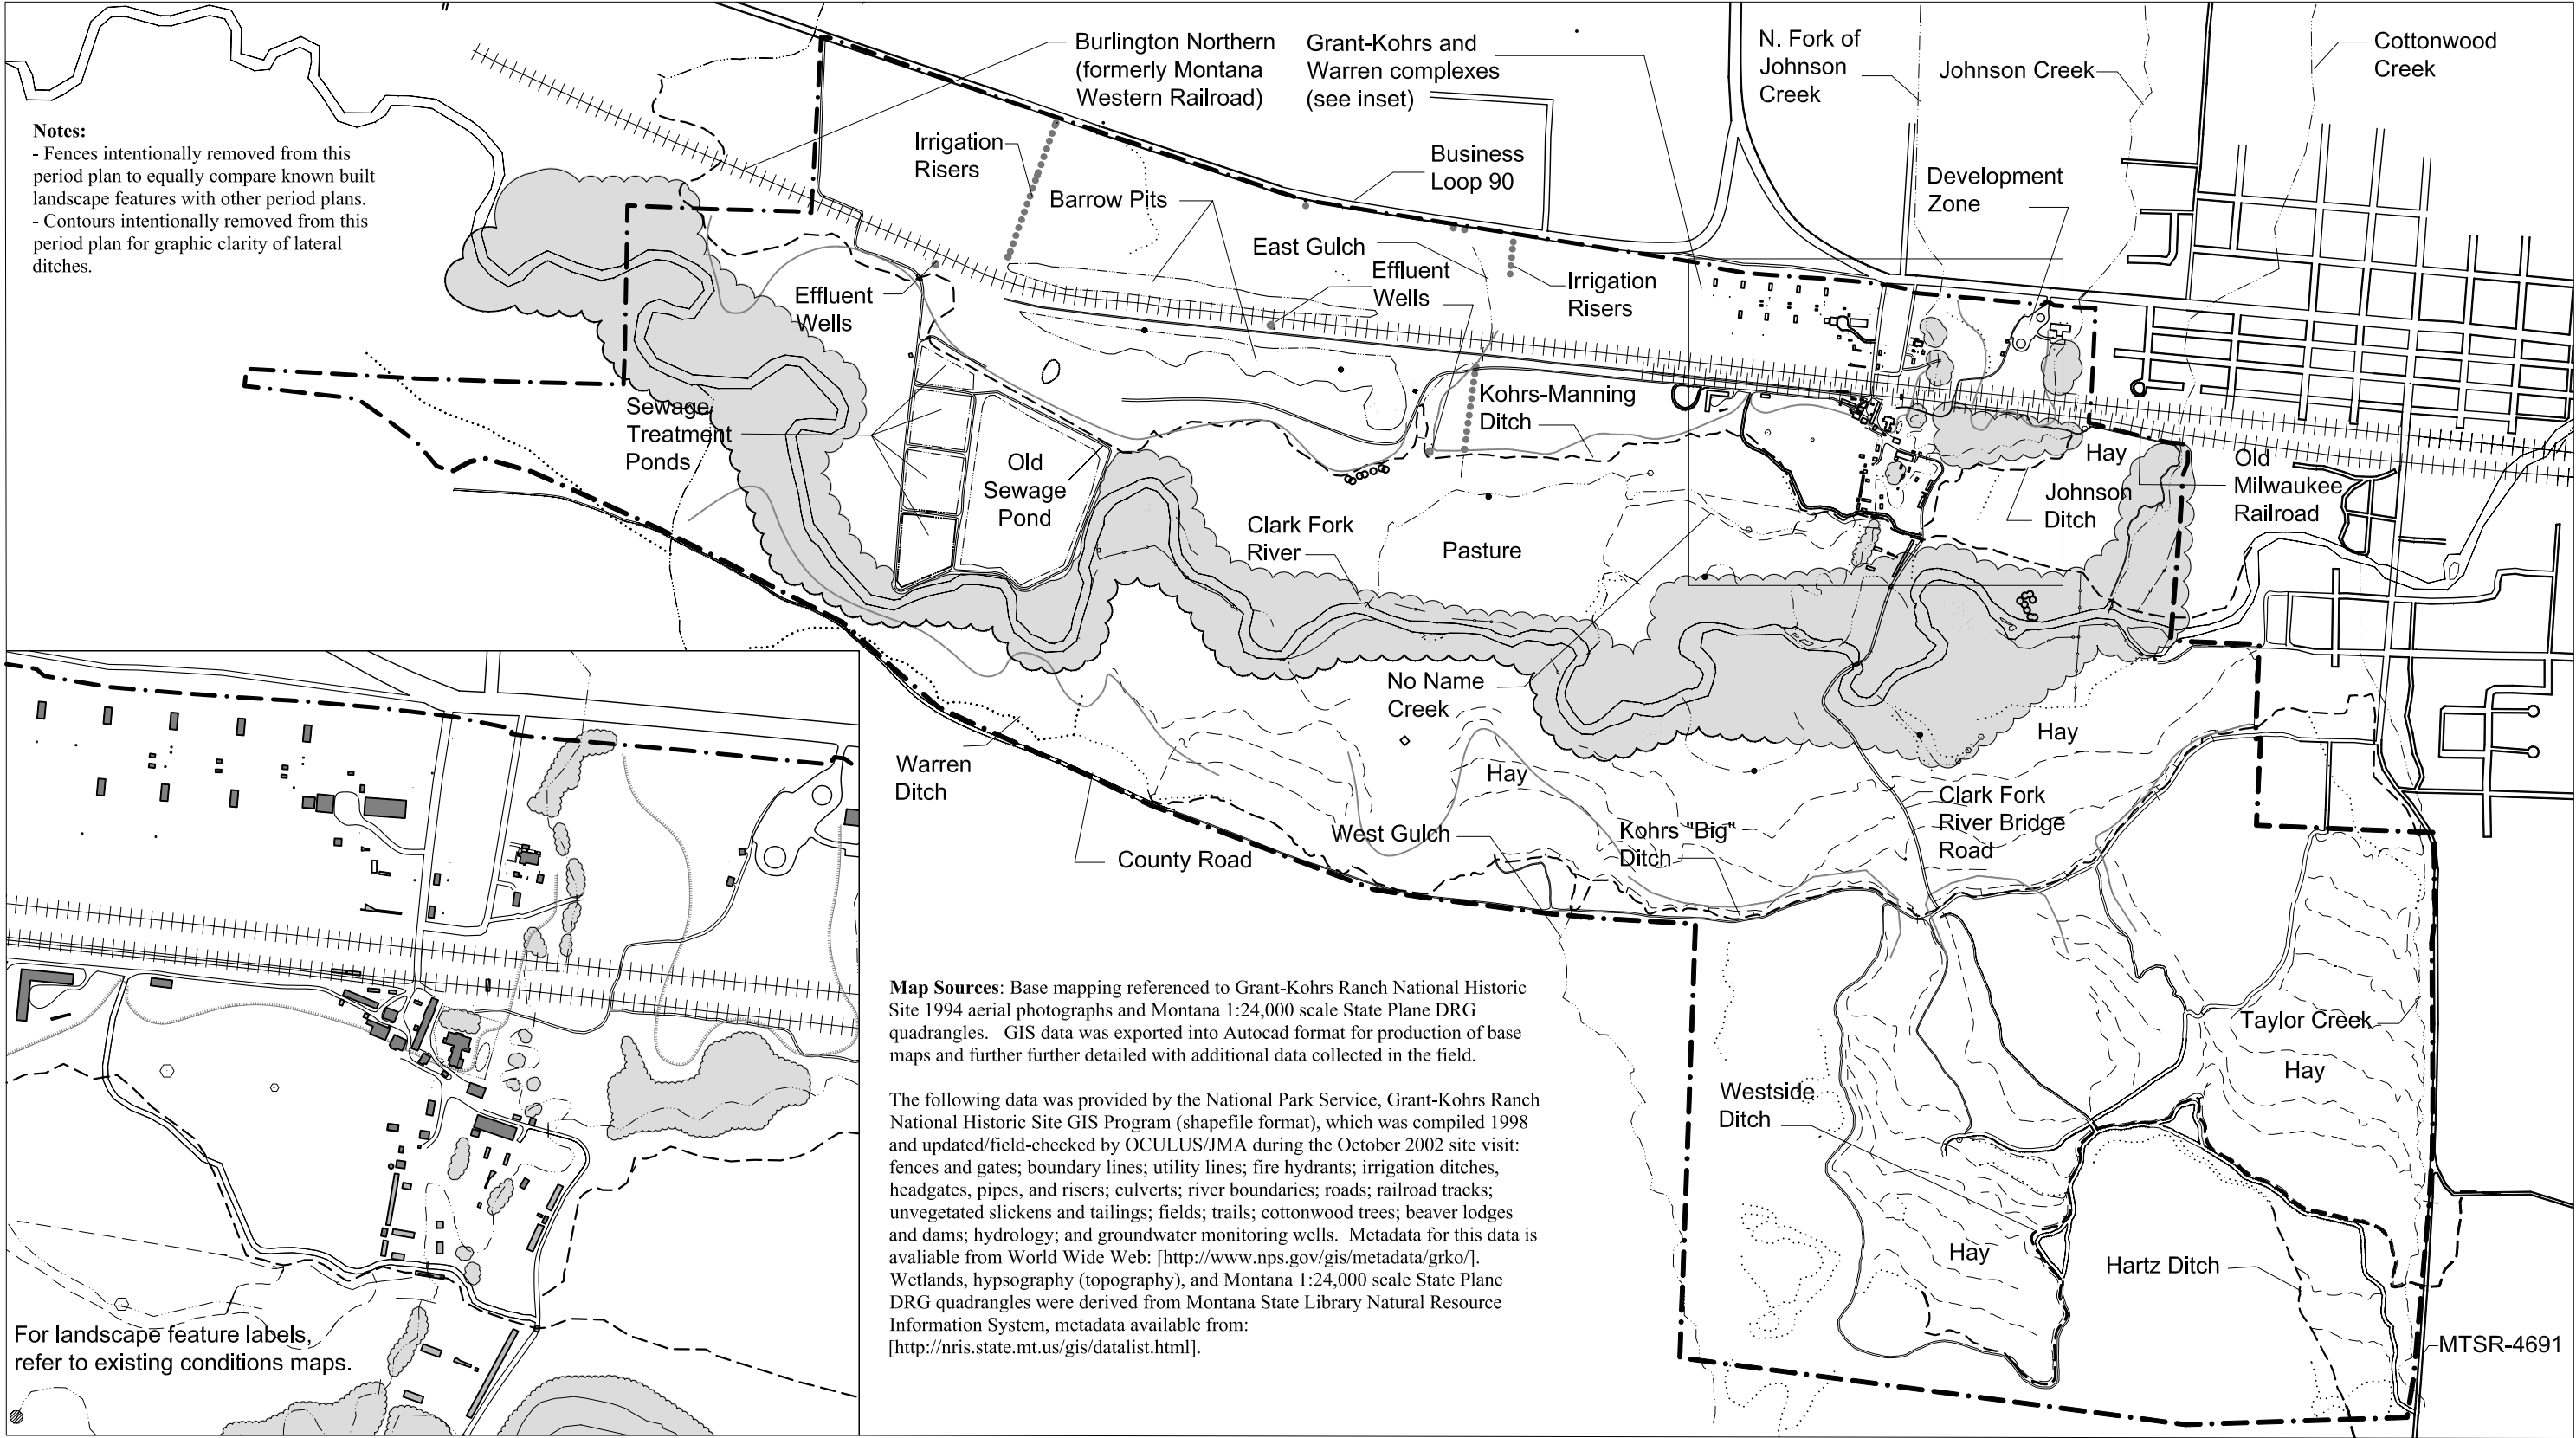 Burlington Northern
(formerly Montana
Western Railroad)
Grant-Kohrs and
Warren complexes
(see inset)
N. Fork of
Johnson
Creek
Johnson Creek
Cottonwood
Creek
Notes:
- Fences intentionally removed from this
period plan to equally compare known built
landscape features with other period plans.
- Contours intentionally removed from this
period plan for graphic clarity of lateral
ditches.
Irrigation
Risers
Barrow Pits
Business
Loop 90
Development
Zone
East Gulch
Effluent
Wells
Irrigation
Risers
Effluent
Wells
Kohrs-Manning
Ditch
Sewage
Treatment
Ponds
Old
Sewage
Pond
Hay
Old
Milwaukee
Railroad
Johnson
Ditch
Clark Fork
River
Pasture
No Name
Creek
Hay
Warren
Ditch
Hay
Clark Fork
River Bridge
Road
West Gulch
Kohrs "Big"
Ditch
County Road
Map Sources: Base mapping referenced to Grant-Kohrs Ranch National Historic
Site 1994 aerial photographs and Montana 1:24,000 scale State Plane DRG
quadrangles. GIS data was exported into Autocad format for production of base
maps and further further detailed with additional data collected in the field.
The following data was provided by the National Park Service, Grant-Kohrs Ranch
National Historic Site GIS Program (shapefile format), which was compiled 1998
and updated/field-checked by OCULUS/JMA during the October 2002 site visit:
fences and gates; boundary lines; utility lines; fire hydrants; irrigation ditches,
headgates, pipes, and risers; culverts; river boundaries; roads; railroad tracks;
unvegetated slickens and tailings; fields; trails; cottonwood trees; beaver lodges
and dams; hydrology; and groundwater monitoring wells. Metadata for this data is
avaliable from World Wide Web: [http://www.nps.gov/gis/metadata/grko/].
Wetlands, hypsography (topography), and Montana 1:24,000 scale State Plane
DRG quadrangles were derived from Montana State Library Natural Resource
Information System, metadata available from:
[http://nris.state.mt.us/gis/datalist.html].
Taylor Creek
Hay
Westside
Ditch
Hay
Hartz Ditch
MTSR-4691
For landscape feature labels,
refer to existing conditions maps.